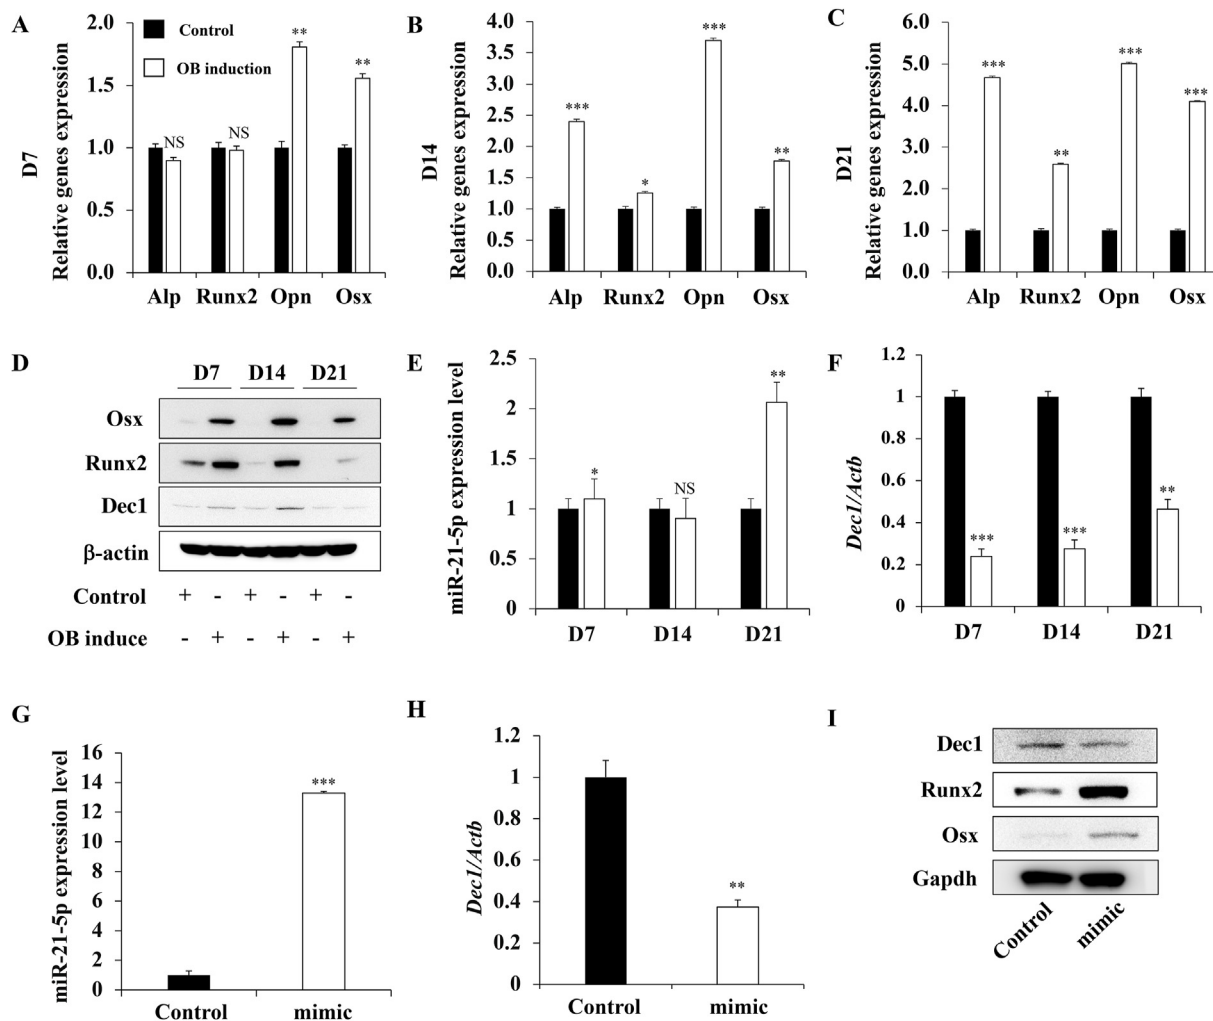 A
D7
Relative genes expression
2.0
1.5
1.0
0.5
0.0
Control
OB induction
NS
NS
**
**
Alp Runx2 Opn Osx
B
D14
Relative genes expression
4.0
3.5
3.0
2.5
2.0
1.5
1.0
0.5
0.0
***
*
***
**
Alp Runx2 Opn Osx
C
D21
Relative genes expression
6.0
5.0
4.0
2.0
2.0
1.0
0.0
***
**
***
***
Alp Runx2 Opn Osx
D
D7 D14 D21
Osx
Runx2
Dec1
β-actin
Control + - + - + -
OB induce - + - + - +
E
miR-21-5p expression level
2.5
2
1.5
1
0.5
0
*
NS
**
D7 D14 D21
F
Dec1/Actb
1.2
1
0.8
0.6
0.4
0.2
0
***
***
**
D7 D14 D21
G
miR-21-5p expression level
16
14
13
10
8
6
4
2
0
***
Control mimic
H
Dec1/Actb
1.2
1
0.8
0.6
0.4
0.2
0
**
Control mimic
I
Dec1
Runx2
Osx
Gapdh
Control
mimic